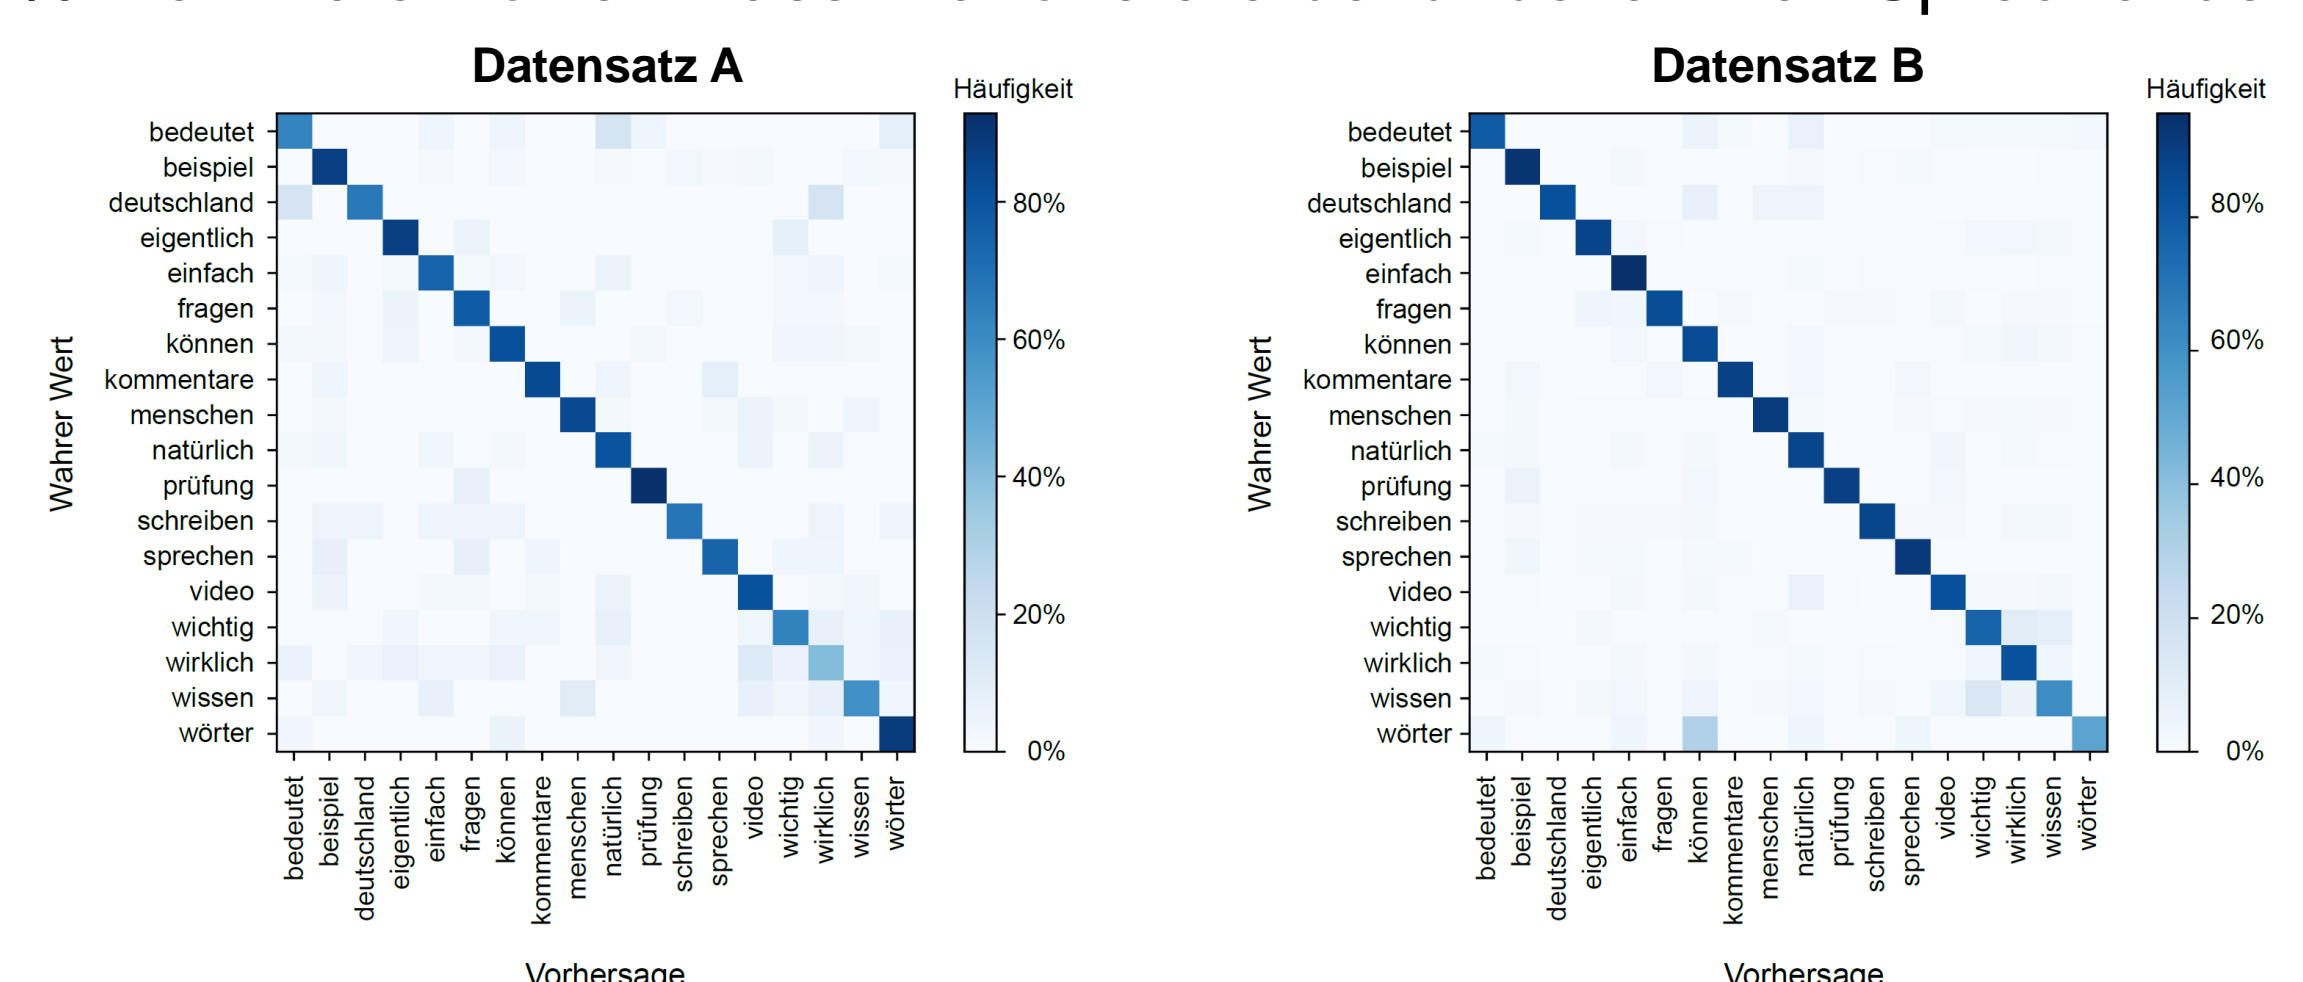 Datensatz A
Häufigkeit
bedeutet
beispiel
deutschland
eigentlich
einfach
fragen
können
kommentare
menschen
natürlich
prüfung
schreiben
sprechen
video
wichtig
wirklich
wissen
wörter
Wahrer Wert
80%
60%
40%
20%
0%
bedeutet
beispiel
deutschland
eigentlich
einfach
fragen
können
kommentare
menschen
natürlich
prüfung
schreiben
sprechen
video
wichtig
wirklich
wissen
wörter
Vorhersage
Datensatz B
Häufigkeit
bedeutet
beispiel
deutschland
eigentlich
einfach
fragen
können
kommentare
menschen
natürlich
prüfung
schreiben
sprechen
video
wichtig
wirklich
wissen
wörter
Wahrer Wert
80%
60%
40%
20%
0%
bedeutet
beispiel
deutschland
eigentlich
einfach
fragen
können
kommentare
menschen
natürlich
prüfung
schreiben
sprechen
video
wichtig
wirklich
wissen
wörter
Vorhersage